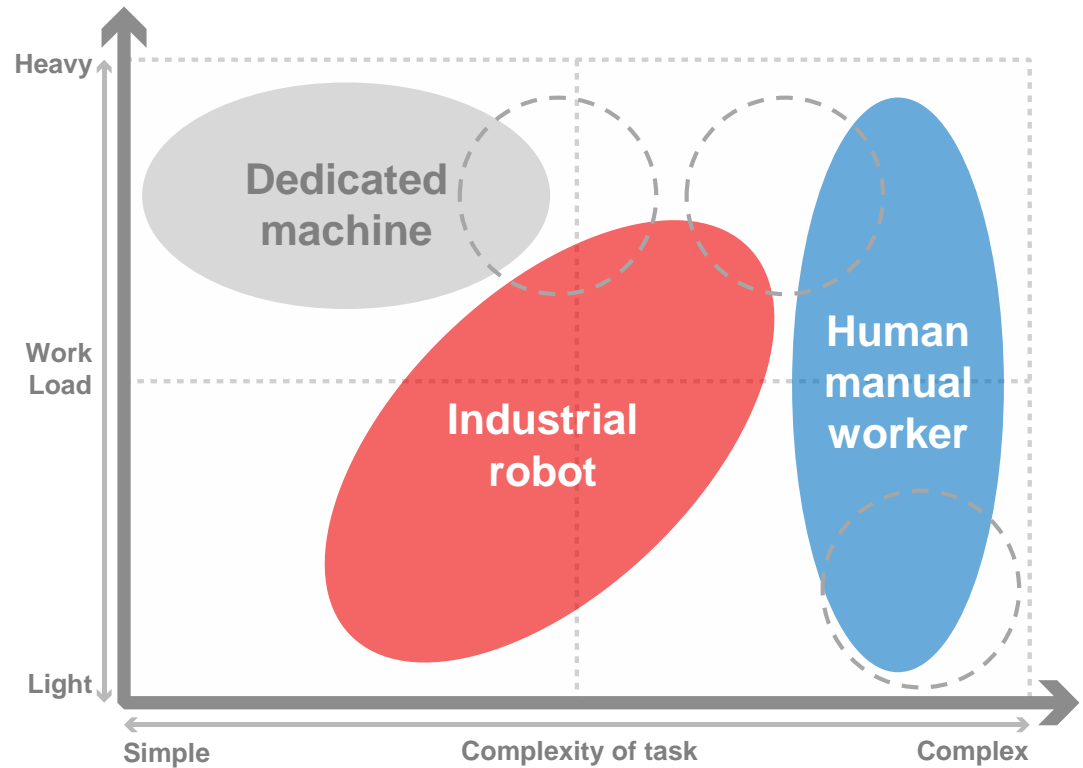 Heavy
Dedicated
machine
Work
Load
Human
manual
worker
Industrial
robot
Light
Simple
Complexity of task
Complex